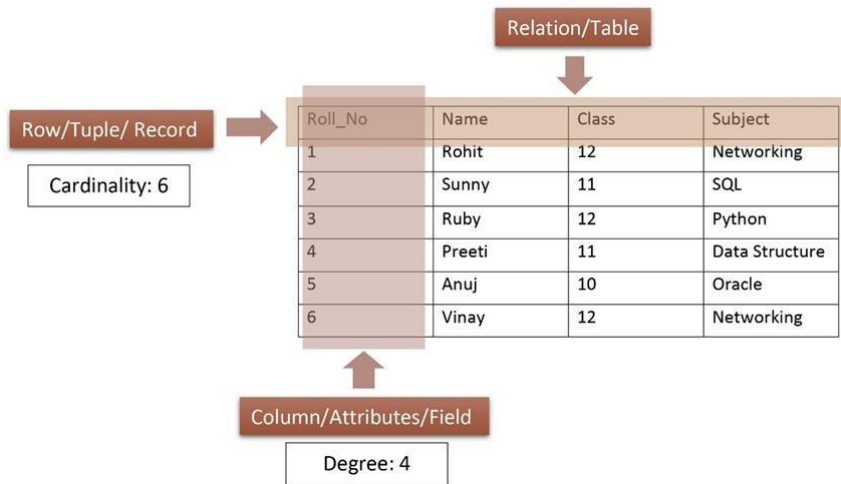 Relation/Table
Row/Tuple/ Record
Cardinality: 6
Roll_No Name Class Subject
1 Rohit 12 Networking
2 Sunny 11 SQL
3 Ruby 12 Python
4 Preeti 11 Data Structure
5 Anuj 10 Oracle
6 Vinay 12 Networking
Column/Attributes/Field
Degree: 4